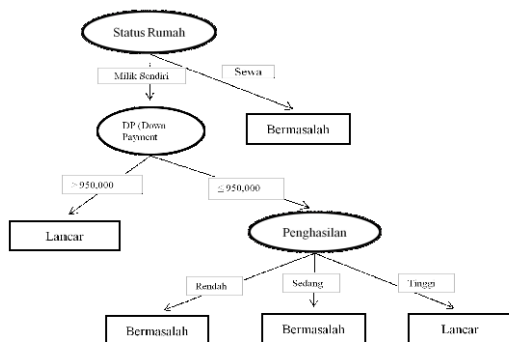 Status Rumah
Milik Sendiri
Sewa
DP (Down
Payment
Bermasalah
> 950,000
≤ 950,000
Lancar
Penghasilan
Rendah
Sedang
Tinggi
Bermasalah
Bermasalah
Lancar